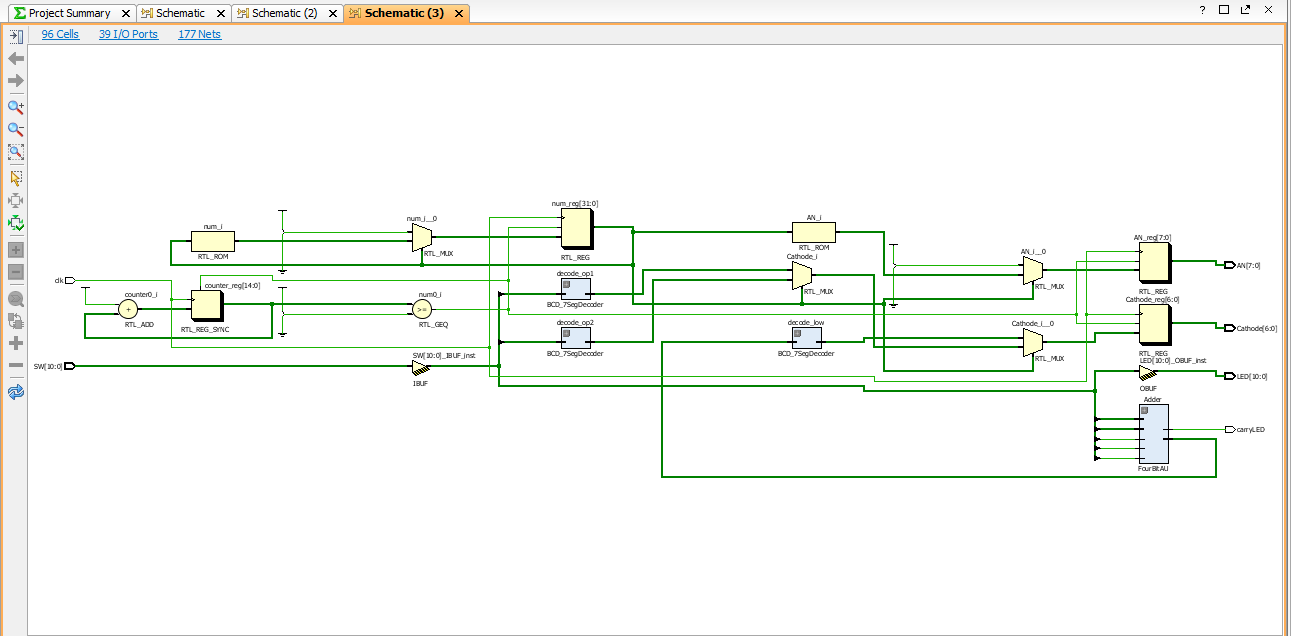 Project Summary
Schematic
Schematic (2)
Schematic (3)
?
96 Cells
39 I/O Ports
177 Nets
num_reg[31:0]
num_i
num_i__0
AN_i
RTL_ROM
RTL_MUX
RTL_REG
RTL_ROM
AN_reg[7:0]
AN_i__0
Cathode_i
AN[7:0]
decode_op1
clk
counter_reg[14:0]
RTL_MUX
RTL_MUX
RTL_REG
counter0_i
num0_i
BCD_7SegDecoder
Cathode_reg[6:0]
+
>=
RTL_ADD
RTL_REG_SYNC
RTL_GEQ
decode_op2
decode_low
Cathode_i__0
Cathode[6:0]
BCD_7SegDecoder
BCD_7SegDecoder
RTL_MUX
RTL_REG
SW[10:0]
SW[10:0]_IBUF_inst
LED[10:0]_OBUF_inst
LED[10:0]
IBUF
OBUF
Adder
carryLED
FourBitAU